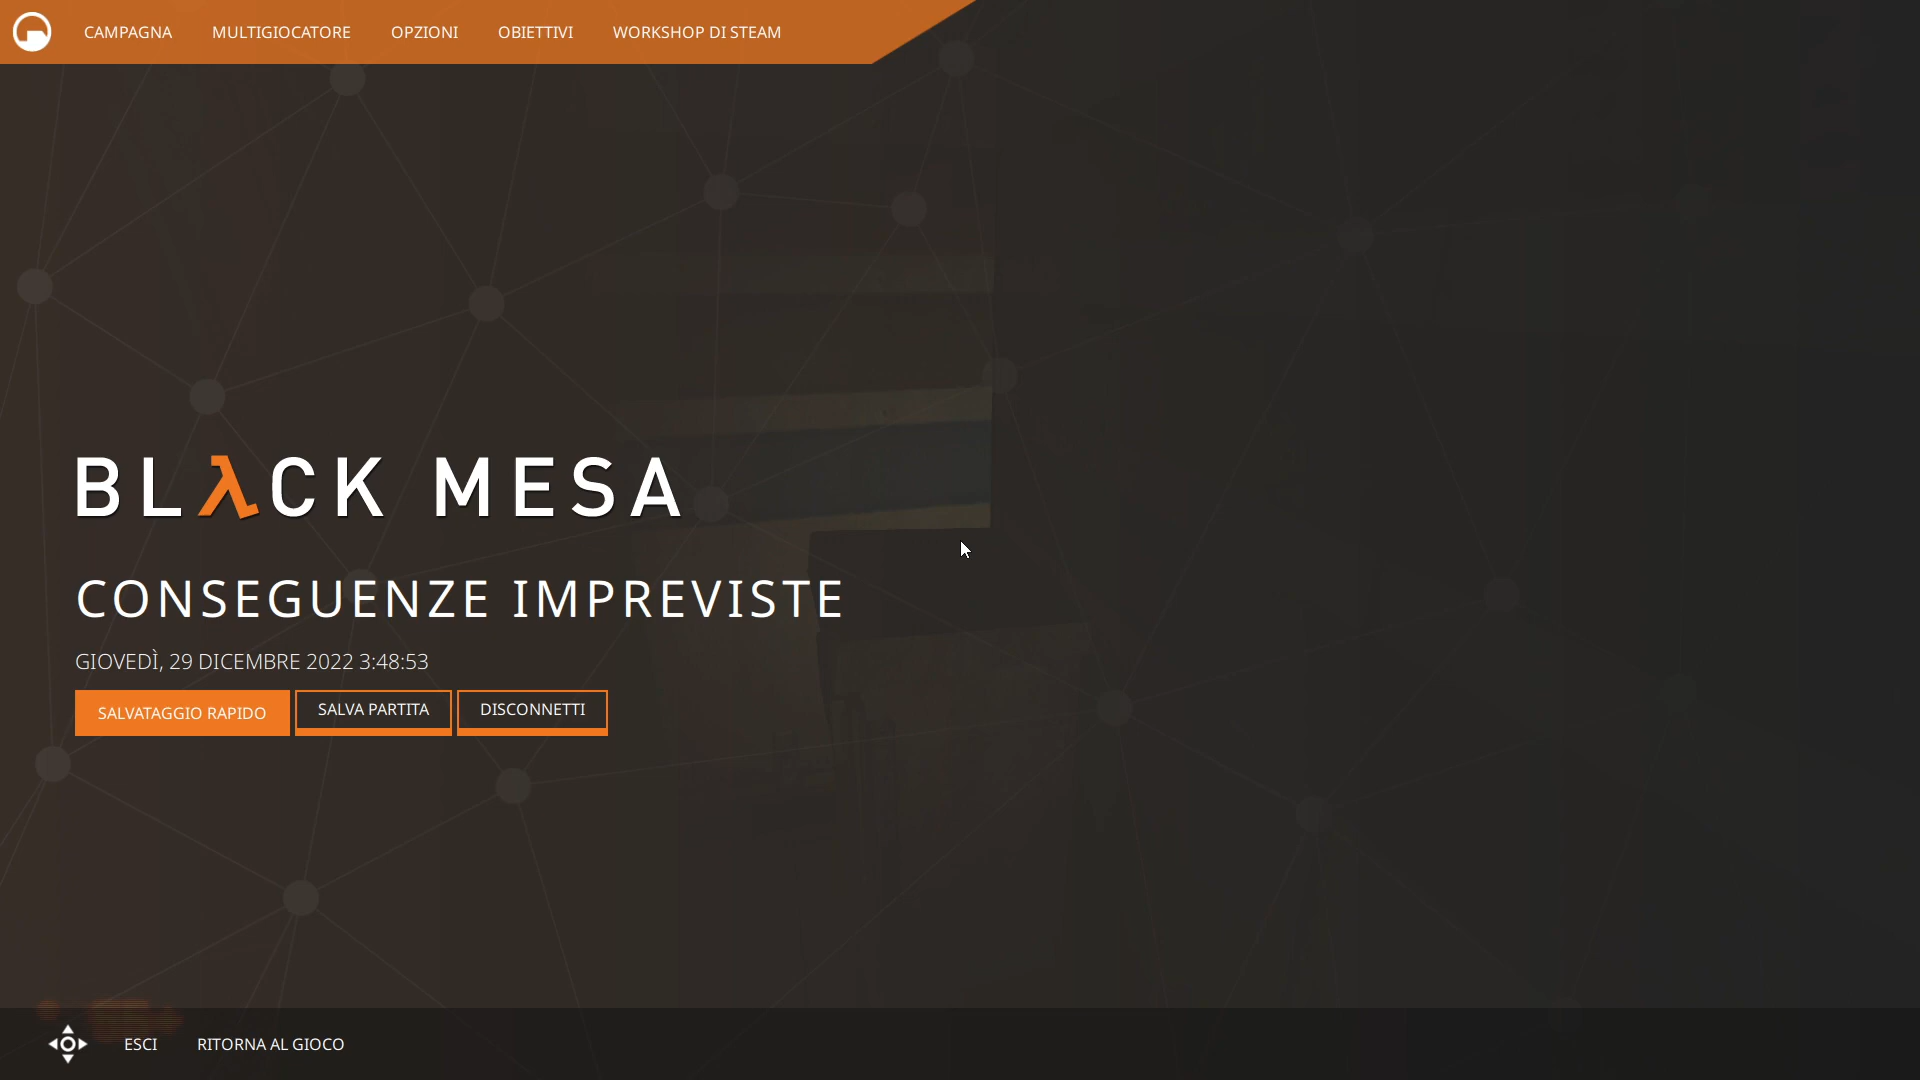 CAMPAGNA MULTIGIOCATORE OPZIONI OBIETTIVI WORKSHOP DI STEAM
BLλCK MESA
CONSEGUENZE IMPREVISTE
GIOVEDÌ, 29 DICEMBRE 2022 3:48:53
SALVATAGGIO RAPIDO SALVA PARTITA DISCONNETTI
ESCI RITORNA AL GIOCO